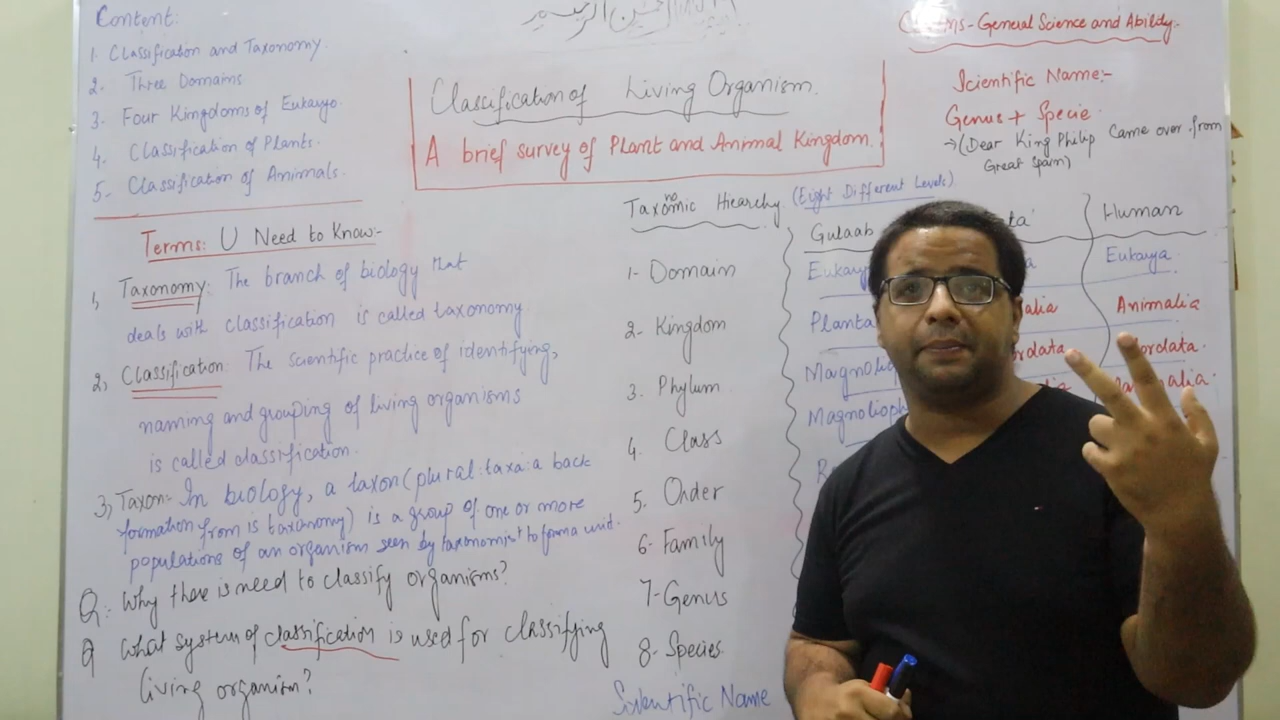 Content:
1. Classification and Taxonomy.
2. Three Domains
3. Four Kingdoms of Eukaryo.
4. Classification of Plants.
5. Classification of Animals.
General Science and Ability.
Classification of Living Organism.
A brief survey of Plant and Animal Kingdom.
Scientific Name:-
Genus + Specie.
→(Dear King Philip Came over from
Great Spain)
Terms: U Need to Know:-
1, Taxonomy: The branch of biology that
deals with classification is called taxonomy
2, Classification: The scientific practice of identifying,
naming and grouping of living organisms
is called classification.
3, Taxon:- In biology, a taxon (plural: taxa: a back
formation from is taxonomy) is a group of one or more
populations of an organism seen by taxonomist to form a unit.
Q: Why there is need to classify organisms?
Q What system of classification is used for classifying
living organism?
Taxonomic Hiearchy (Eight Different Levels)
1- Domain
2- Kingdom
3. Phylum
4. Class
5. Order
6- Family
7- Genus
8- Species
Scientific Name
Gulaab
Human
Eukarya
Animalia